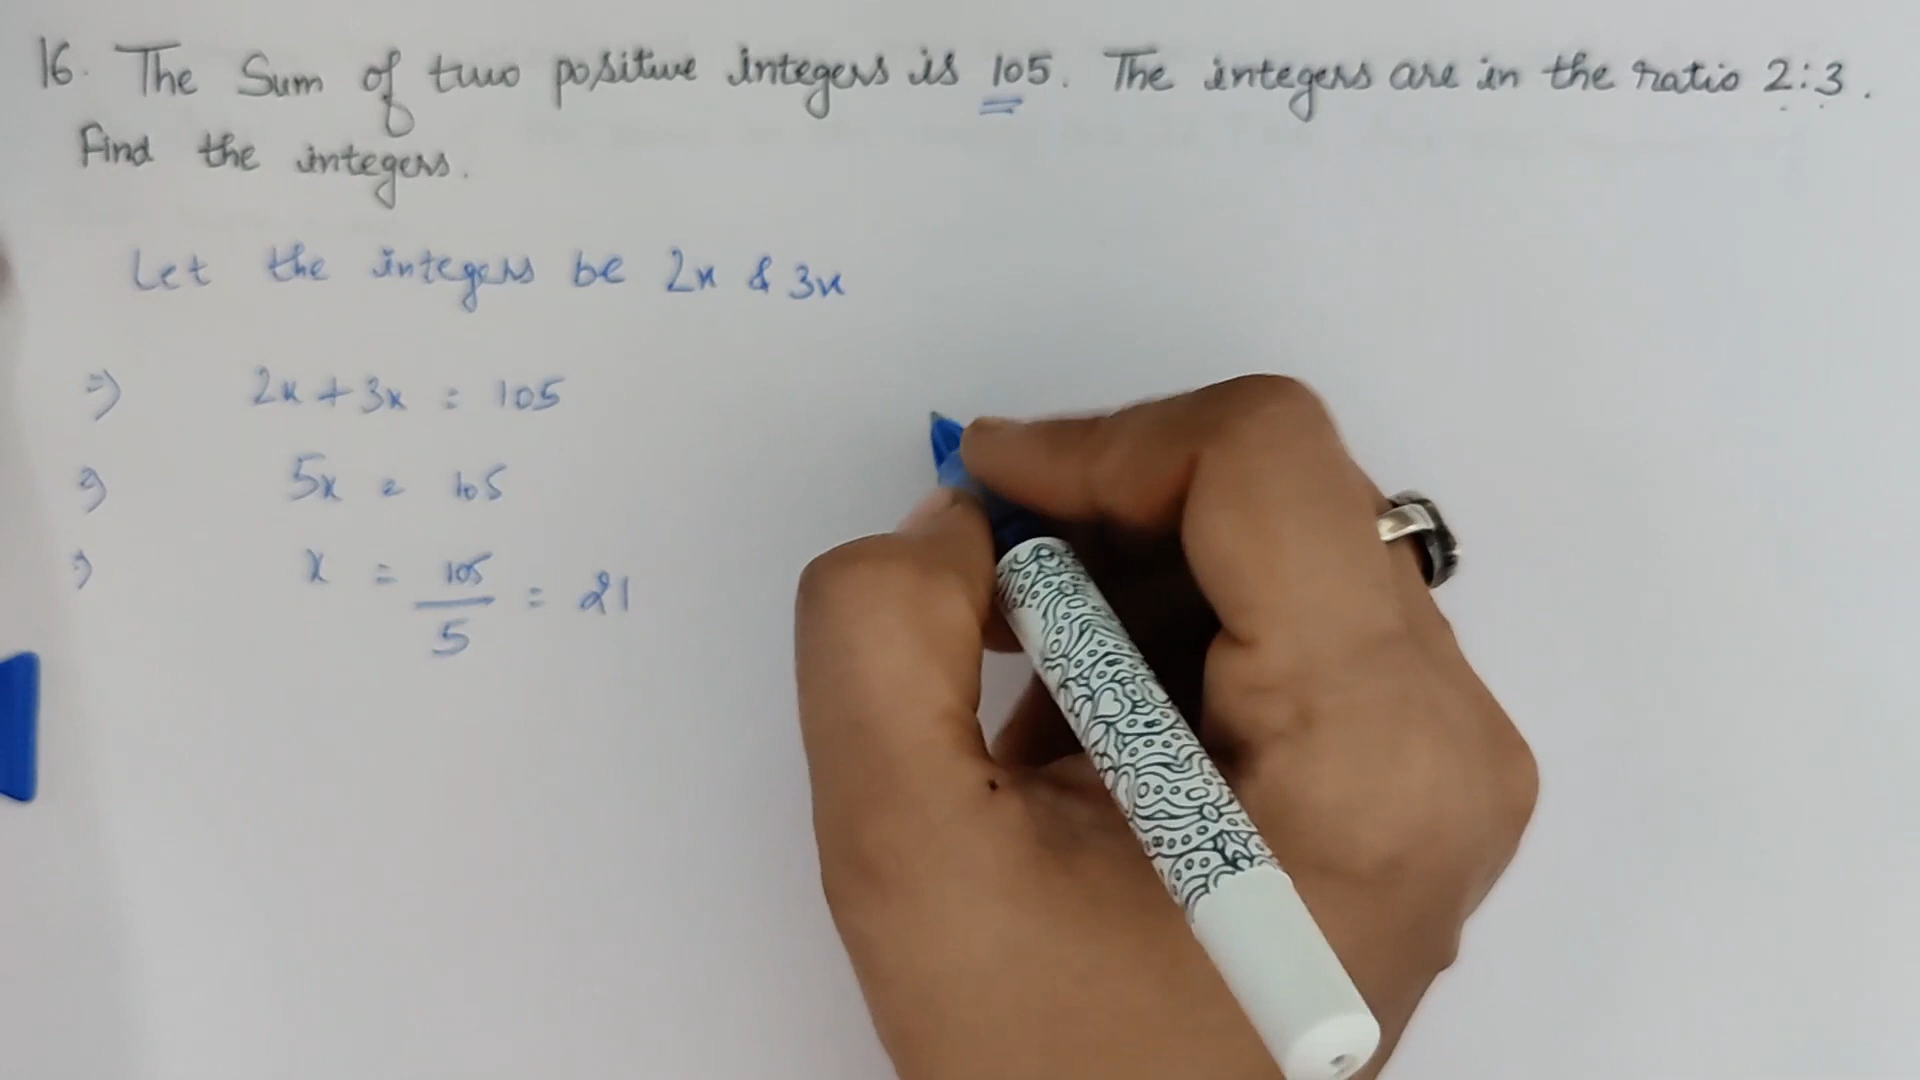 16. The Sum of two positive integers is 105. The integers are in the ratio 2:3.
Find the integers.
Let the integers be 2x & 3x
⇒ 2x + 3x = 105
⇒ 5x = 105
⇒ x = 105/5 = 21